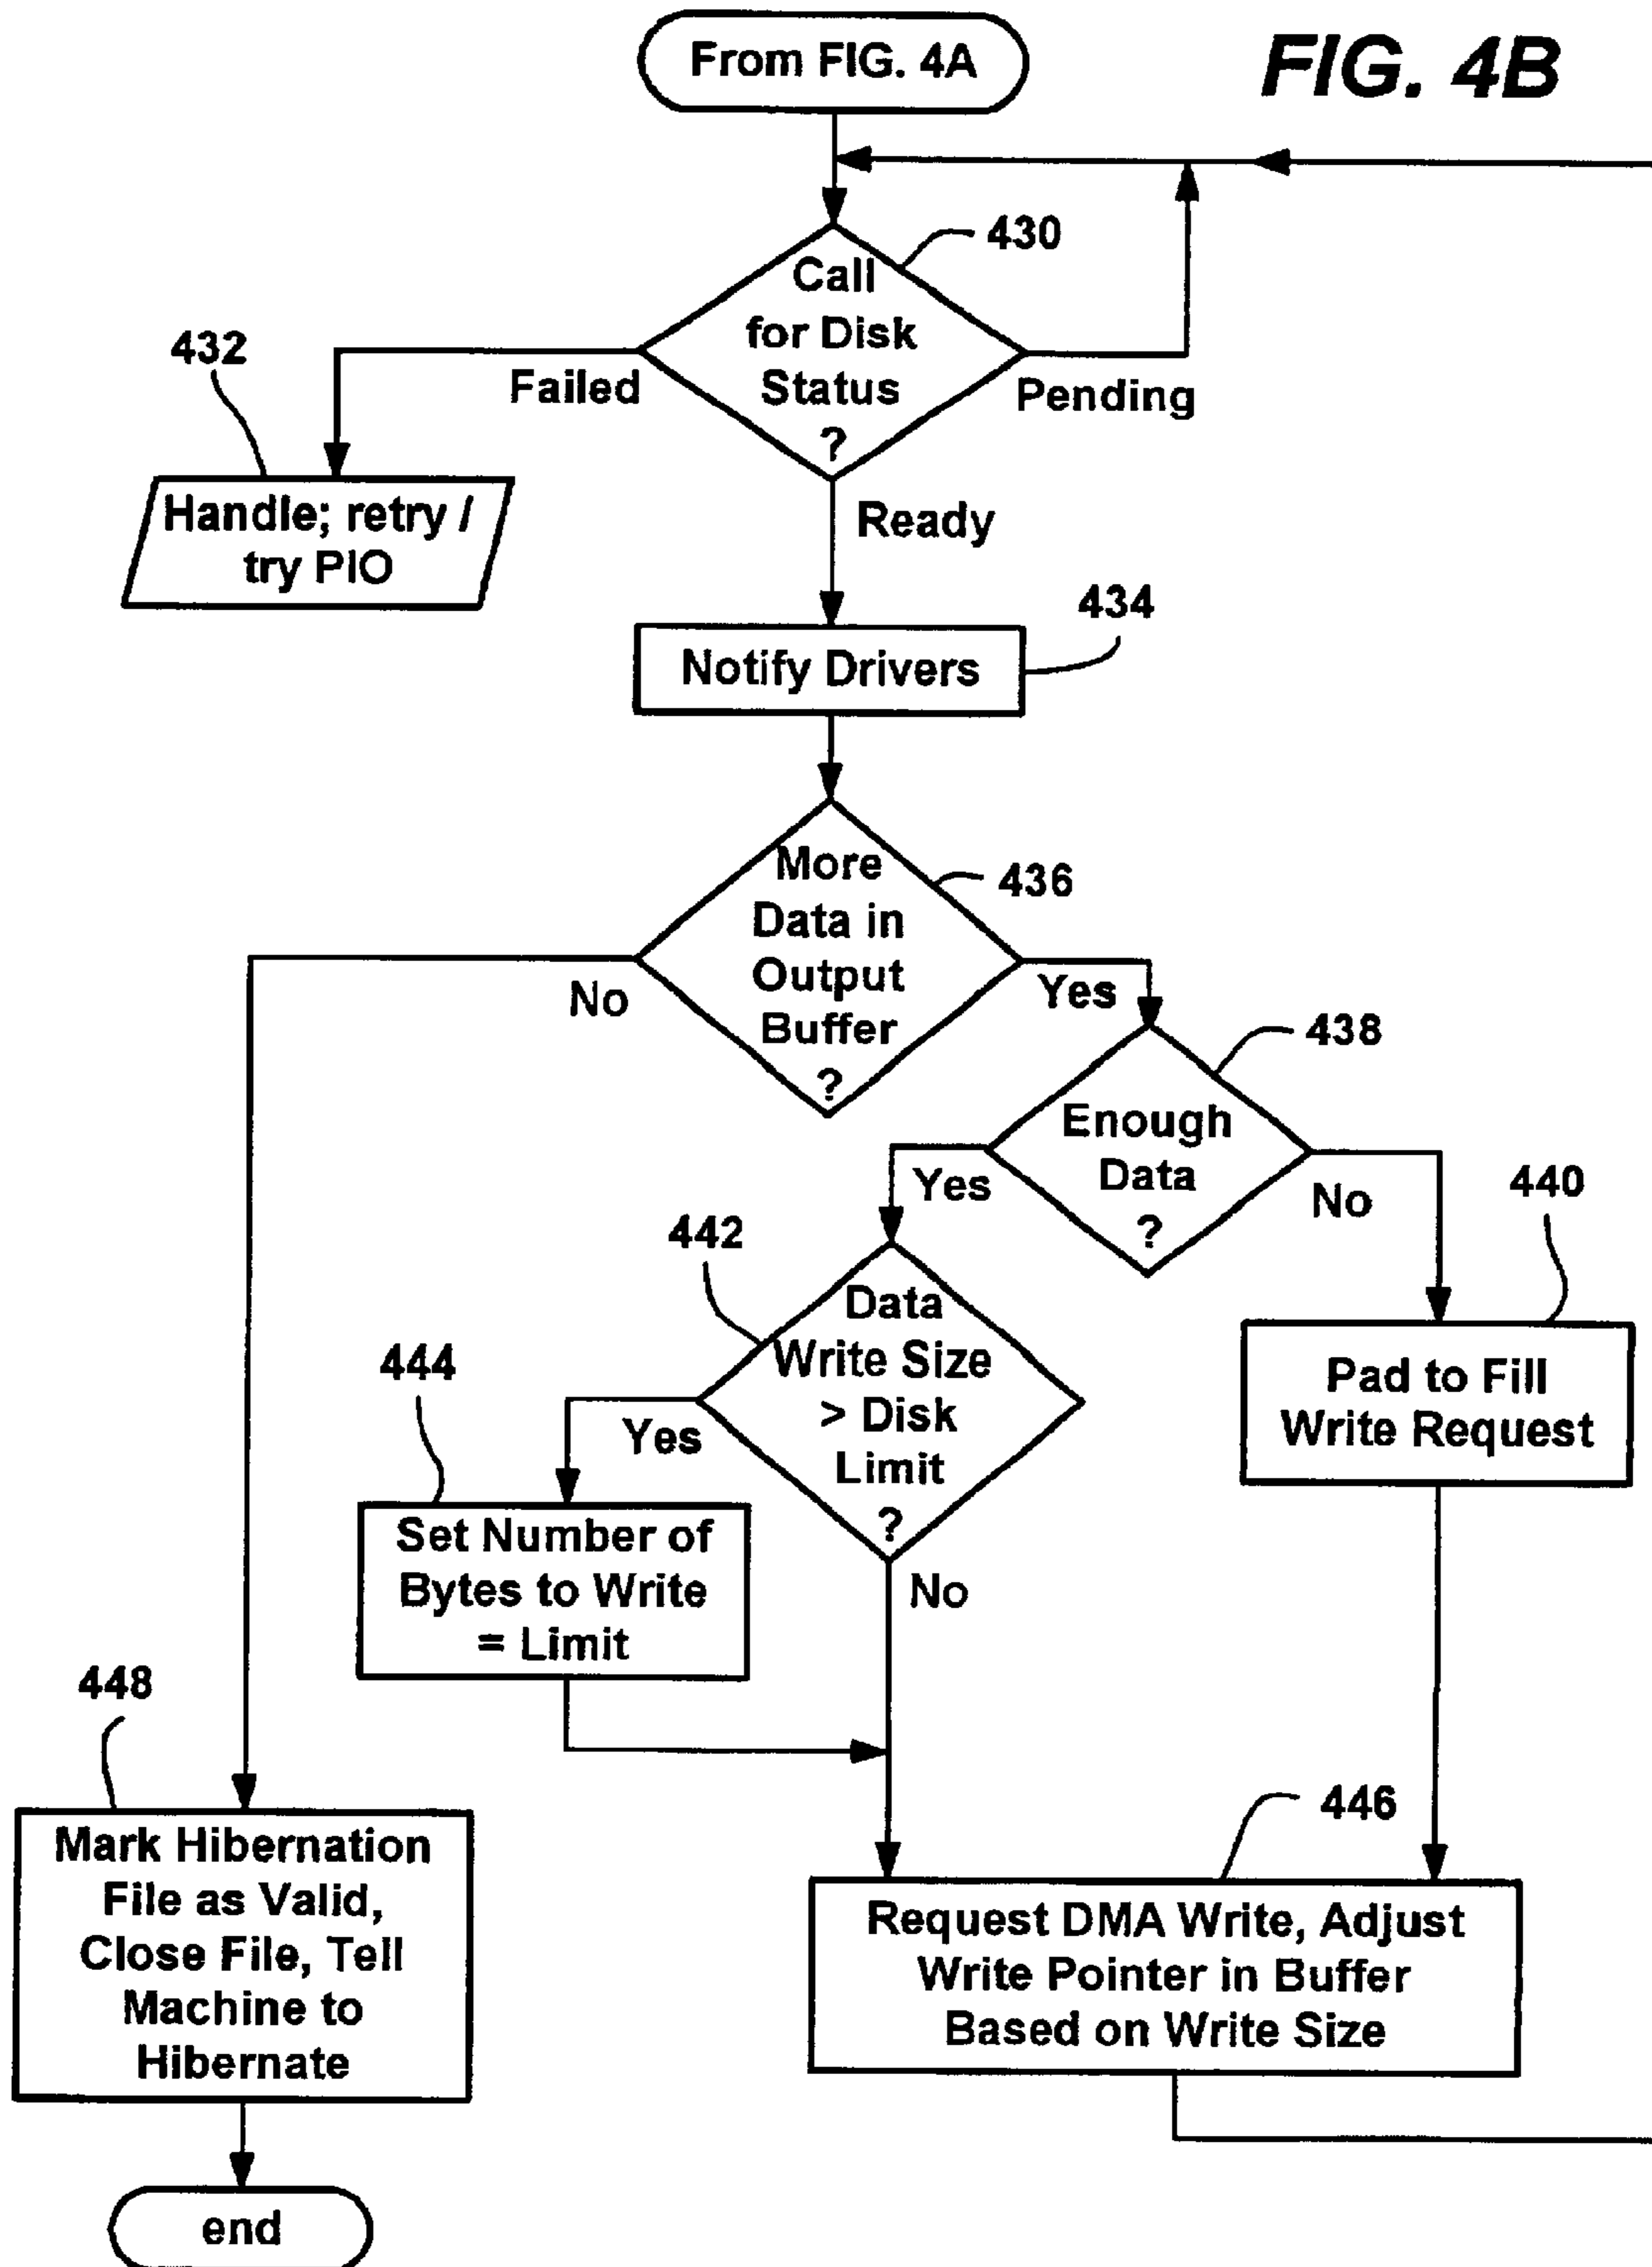 From FIG. 4A
FIG. 4B
430
Call
for Disk
Status
?
432
Failed
Pending
Handle; retry /
try PIO
Ready
434
Notify Drivers
436
More
Data in
Output
Buffer
?
No
Yes
438
Enough
Data
?
Yes
No
440
442
Data
Write Size
> Disk
Limit
?
444
Yes
Pad to Fill
Write Request
Set Number of
Bytes to Write
= Limit
No
448
446
Mark Hibernation
File as Valid,
Close File, Tell
Machine to
Hibernate
Request DMA Write, Adjust
Write Pointer in Buffer
Based on Write Size
end